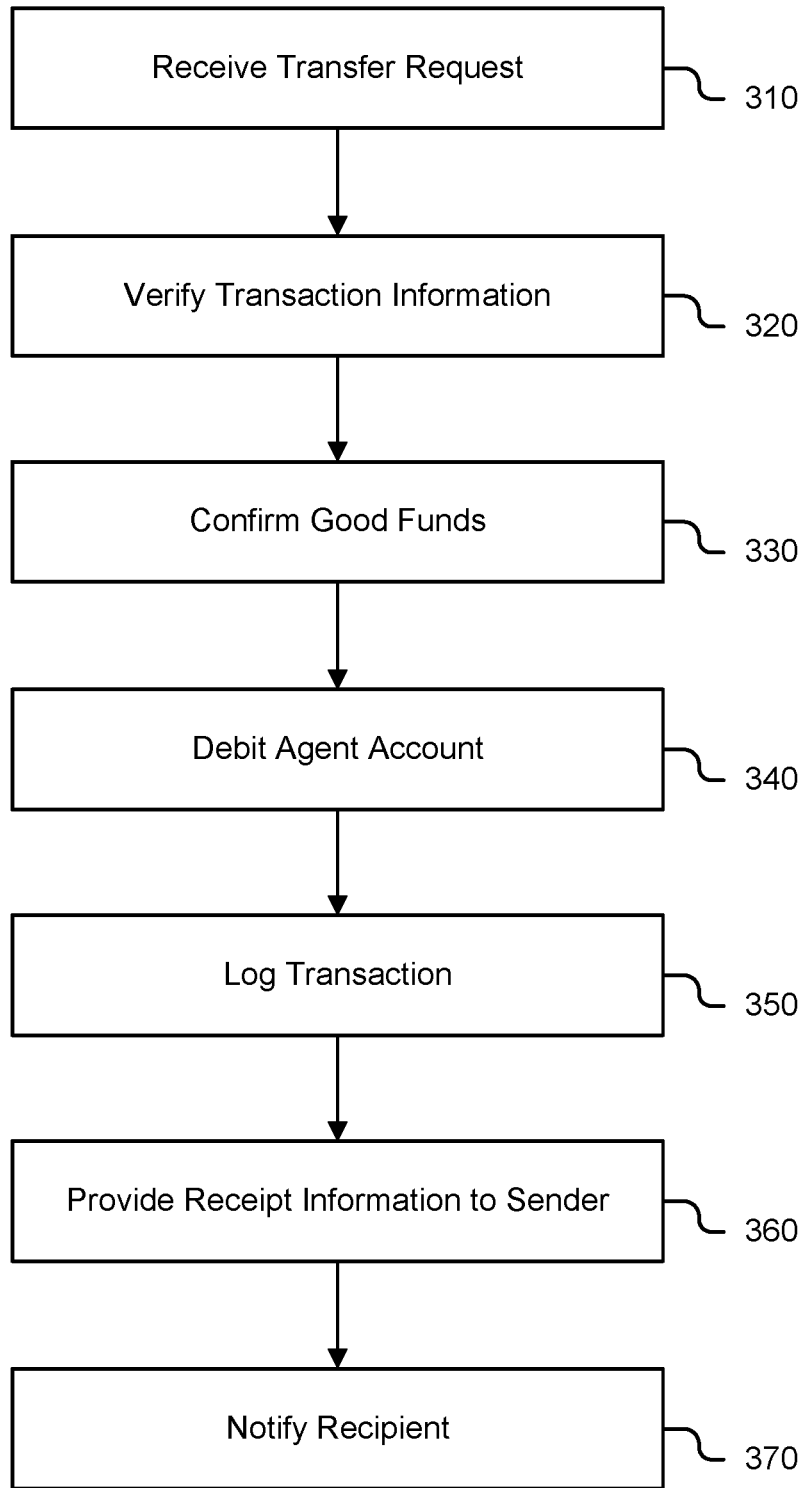 Receive Transfer Request
310
Verify Transaction Information
320
Confirm Good Funds
330
Debit Agent Account
340
Log Transaction
350
Provide Receipt Information to Sender
360
Notify Recipient
370